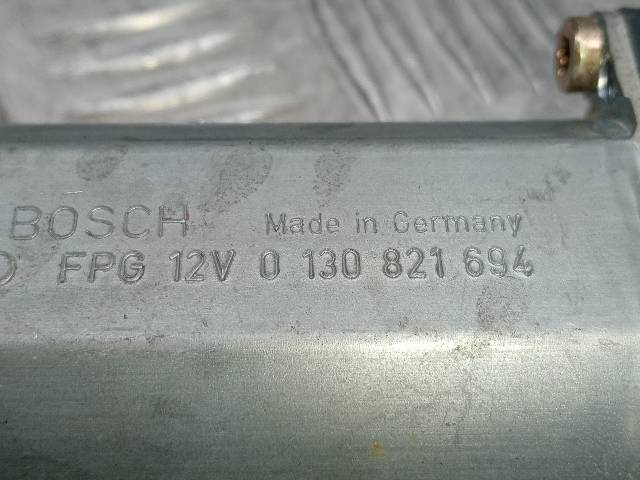 BOSCH Made in Germany
FPG 12V 0 130 821 694